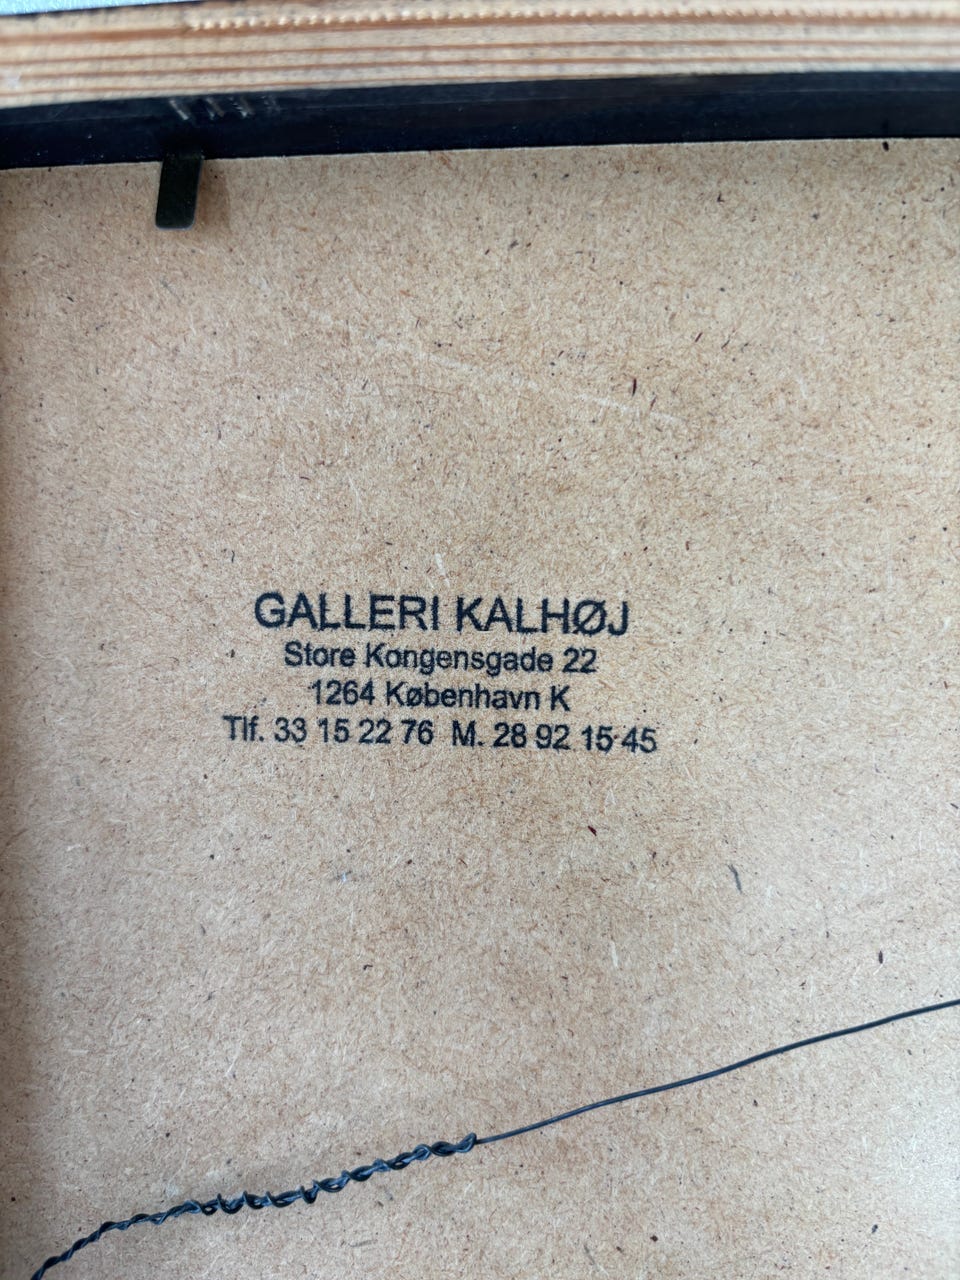 GALLERI KALHØJ
Store Kongensgade 22
1264 København K
Tlf. 33 15 22 76 M. 28 92 15 45